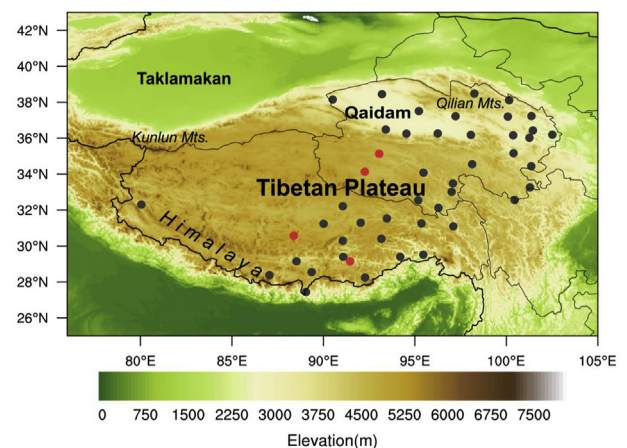 42°N
40°N
Taklamakan
38°N
Qaidam
Qilian Mts.
36°N
Kunlun Mts.
34°N
Tibetan Plateau
32°N
Himalaya
30°N
28°N
26°N
80°E 85°E 90°E 95°E 100°E 105°E
0 750 1500 2250 3000 3750 4500 5250 6000 6750 7500
Elevation(m)